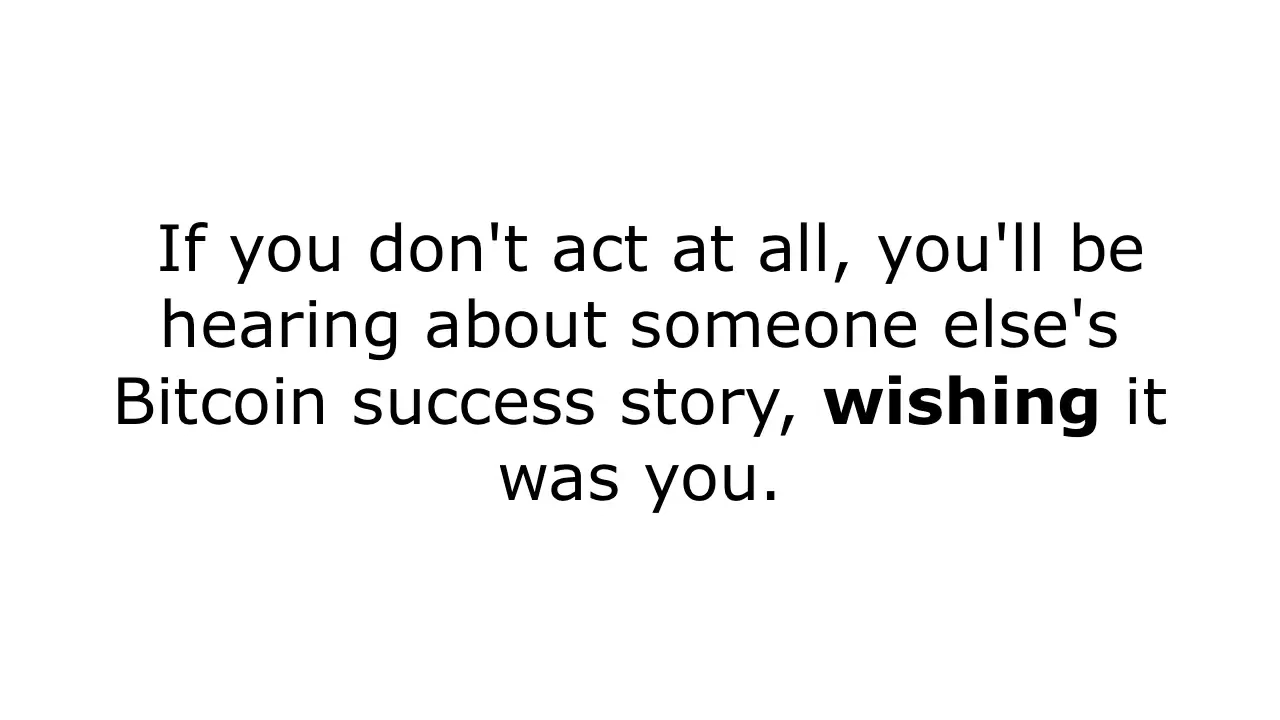 If you don't act at all, you'll be
hearing about someone else's
Bitcoin success story, wishing it
was you.